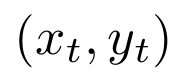 (x_t, y_t)